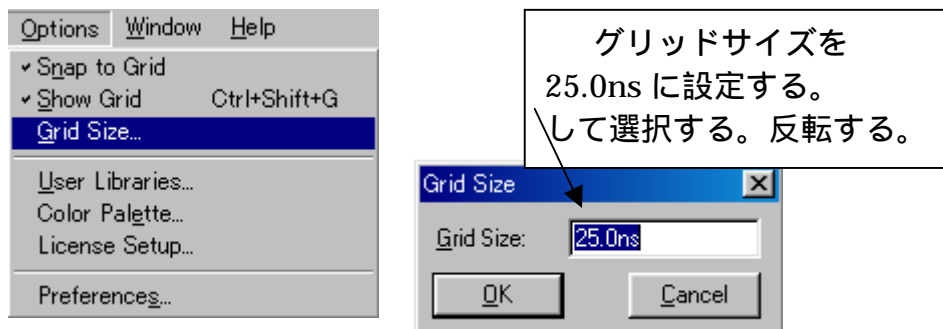 Options Window Help
Snap to Grid
Show Grid Ctrl+Shift+G
Grid Size...
User Libraries...
Color Palette...
License Setup...
Preferences...
グリッドサイズを
25.0ns に設定する。
して選択する。反転する。
Grid Size
Grid Size: 25.0ns
OK Cancel